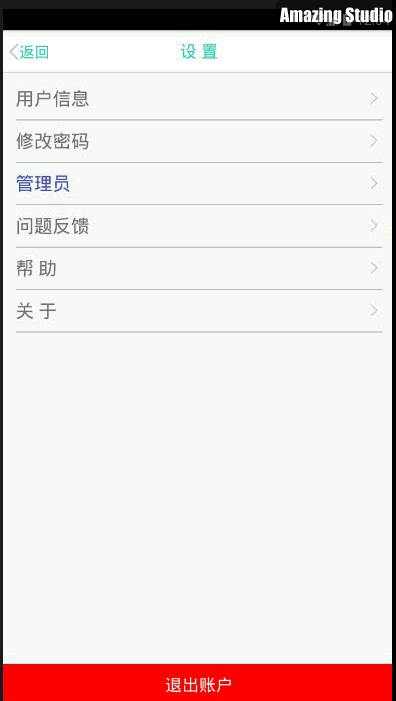 Amazing Studio
返回
设 置
用户信息
修改密码
管理员
问题反馈
帮 助
关 于
退出账户